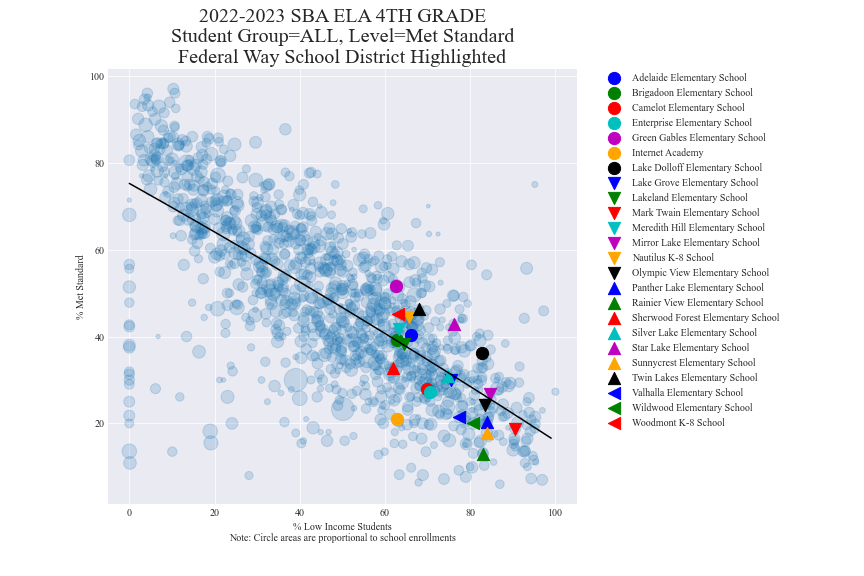 2022-2023 SBA ELA 4TH GRADE
Student Group=ALL, Level=Met Standard
Federal Way School District Highlighted
% Met Standard
100
80
60
40
20
0
20
40
60
80
100
% Low Income Students
Note: Circle areas are proportional to school enrollments
Adelaide Elementary School
Brigadoon Elementary School
Camelot Elementary School
Enterprise Elementary School
Green Gables Elementary School
Internet Academy
Lake Dolloff Elementary School
Lake Grove Elementary School
Lakeland Elementary School
Mark Twain Elementary School
Meredith Hill Elementary School
Mirror Lake Elementary School
Nautilus K-8 School
Olympic View Elementary School
Panther Lake Elementary School
Rainier View Elementary School
Sherwood Forest Elementary School
Silver Lake Elementary School
Star Lake Elementary School
Sunnycrest Elementary School
Twin Lakes Elementary School
Valhalla Elementary School
Wildwood Elementary School
Woodmont K-8 School